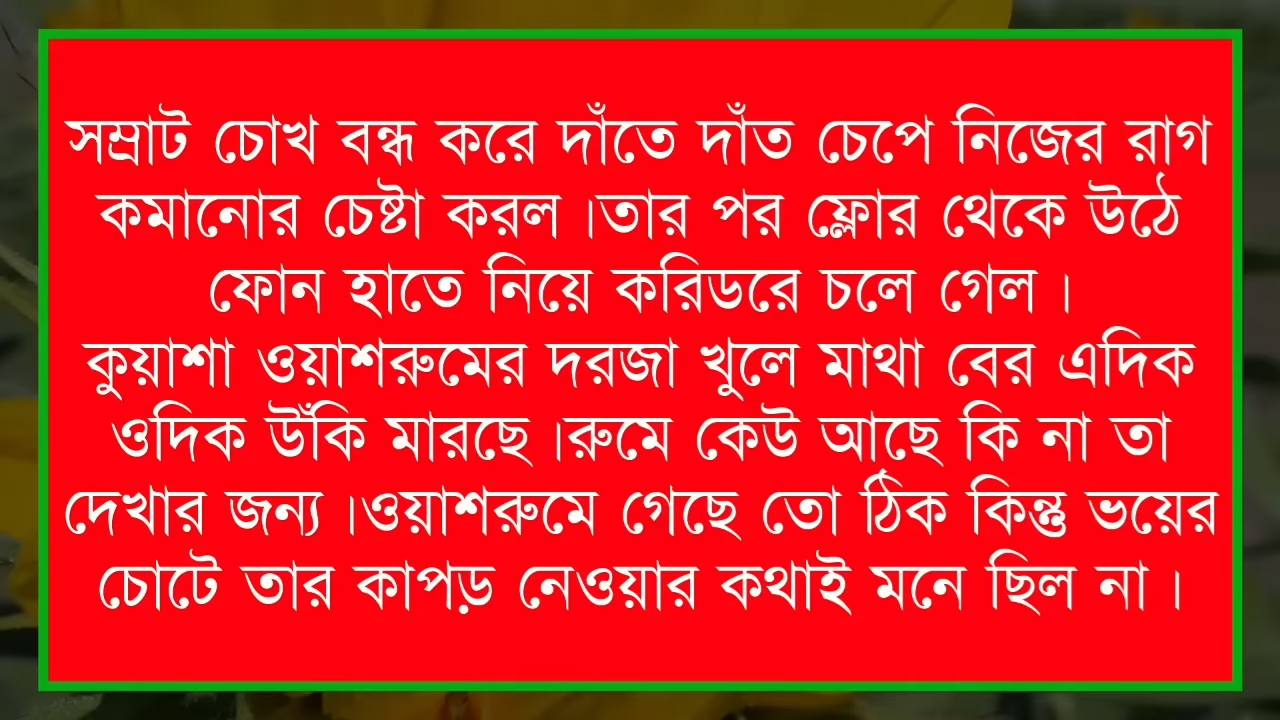 সম্রাট চোখ বন্ধ করে দাঁতে দাঁত চেপে নিজের রাগ
কমানোর চেষ্টা করল ।তার পর ফ্লোর থেকে উঠে
ফোন হাতে নিয়ে করিডরে চলে গেল ।
কুয়াশা ওয়াশরুমের দরজা খুলে মাথা বের এদিক
ওদিক উঁকি মারছে ।রুমে কেউ আছে কি না তা
দেখার জন্য ।ওয়াশরুমে গেছে তো ঠিক কিন্তু ভয়ের
চোটে তার কাপড় নেওয়ার কথাই মনে ছিল না ।